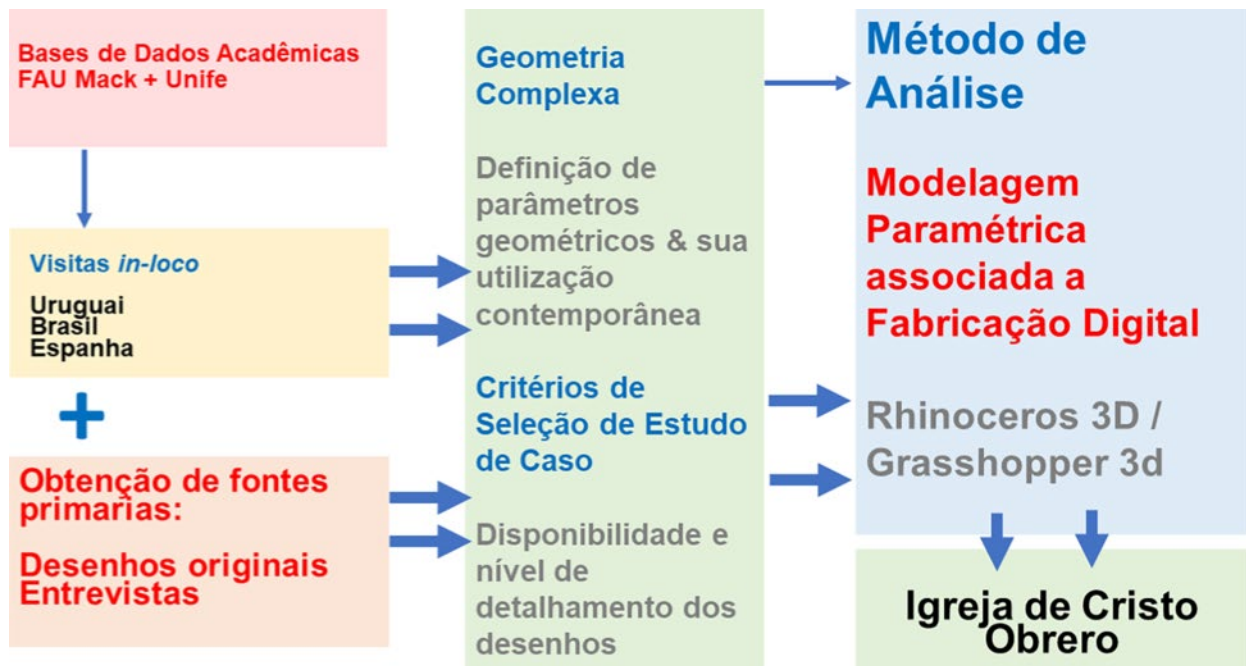 Bases de Dados Acadêmicas
FAU Mack + Unife
Visitas in-loco
Uruguai
Brasil
Espanha
+
Obtenção de fontes
primarias:
Desenhos originais
Entrevistas
Geometria
Complexa
Definição de
parâmetros
geométricos & sua
utilização
contemporânea
Critérios de
Seleção de Estudo
de Caso
Disponibilidade e
nível de
detalhamento dos
desenhos
Método de
Análise
Modelagem
Paramétrica
associada a
Fabricação Digital
Rhinoceros 3D /
Grasshopper 3d
Igreja de Cristo
Obrero